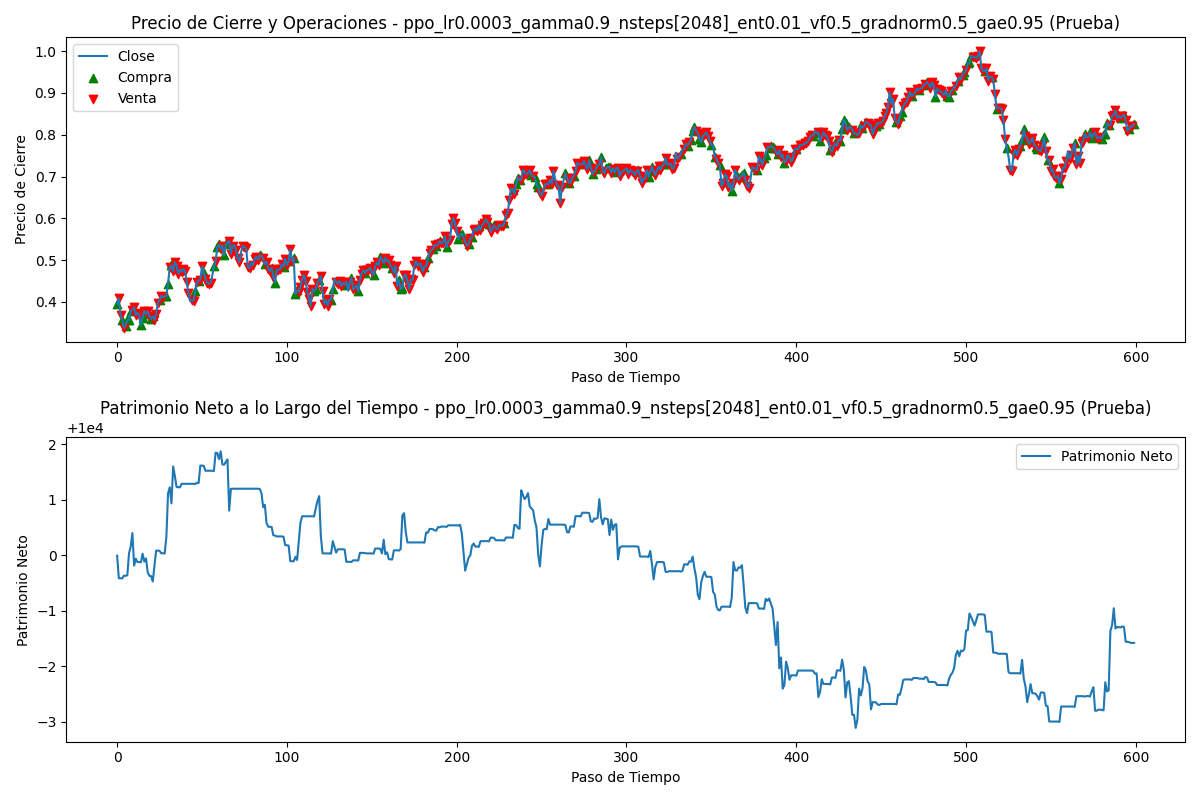 Precio de Cierre y Operaciones - ppo_lr0.0003_gamma0.9_nsteps[2048]_ent0.01_vf0.5_gradnorm0.5_gae0.95 (Prueba)
Close
Compra
Venta
Precio de Cierre
1.0
0.9
0.8
0.7
0.6
0.5
0.4
0 100 200 300 400 500 600
Paso de Tiempo
Patrimonio Neto a lo Largo del Tiempo - ppo_lr0.0003_gamma0.9_nsteps[2048]_ent0.01_vf0.5_gradnorm0.5_gae0.95 (Prueba)
+1e4
Patrimonio Neto
Patrimonio Neto
2
1
0
−1
−2
−3
0 100 200 300 400 500 600
Paso de Tiempo